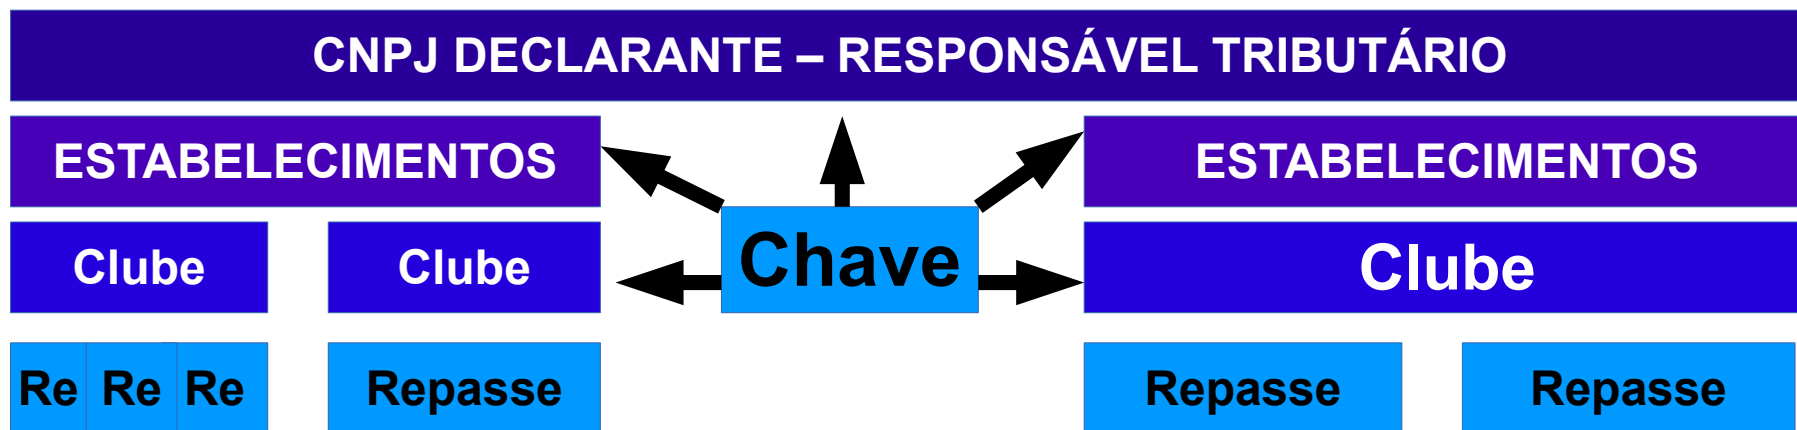 CNPJ DECLARANTE – RESPONSÁVEL TRIBUTÁRIO
ESTABELECIMENTOS
ESTABELECIMENTOS
Clube
Clube
Chave
Clube
Re
Re
Re
Repasse
Repasse
Repasse